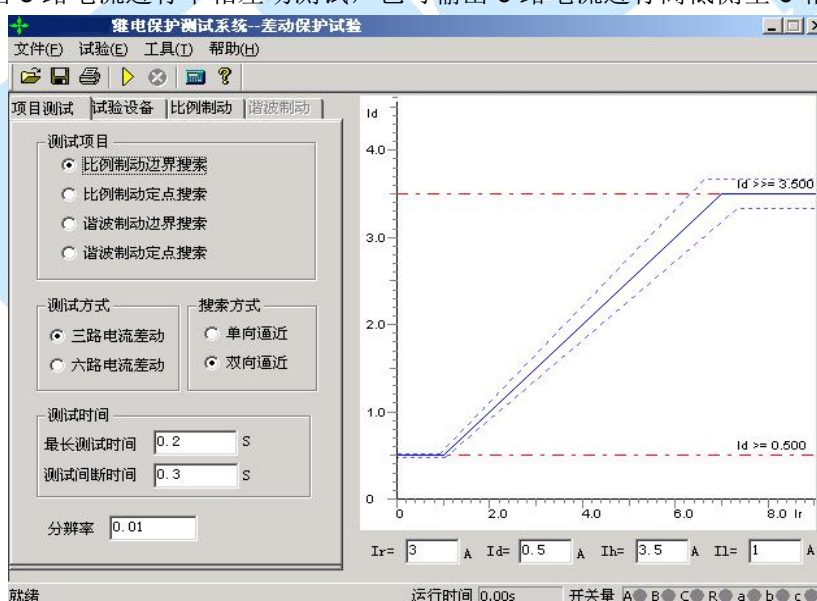 继电保护测试系统--差动保护试验
文件(F) 试验(E) 工具(T) 帮助(H)
项目测试 试验设备 比例制动 谐波制动
测试项目
比例制动边界搜索
比例制动定点搜索
谐波制动边界搜索
谐波制动定点搜索
测试方式
三路电流差动
六路电流差动
搜索方式
单向逼近
双向逼近
测试时间
最长测试时间 0.2 S
测试间断时间 0.3 S
分辨率 0.01
Id
4.0
3.0
2.0
1.0
0
Id >>= 3.500
Id >= 0.500
0 2.0 4.0 6.0 8.0 Ir
Ir= 3 A Id= 0.5 A Ih= 3.5 A Il= 1 A
就绪 运行时间 0.00s 开关量 A B C R a b c